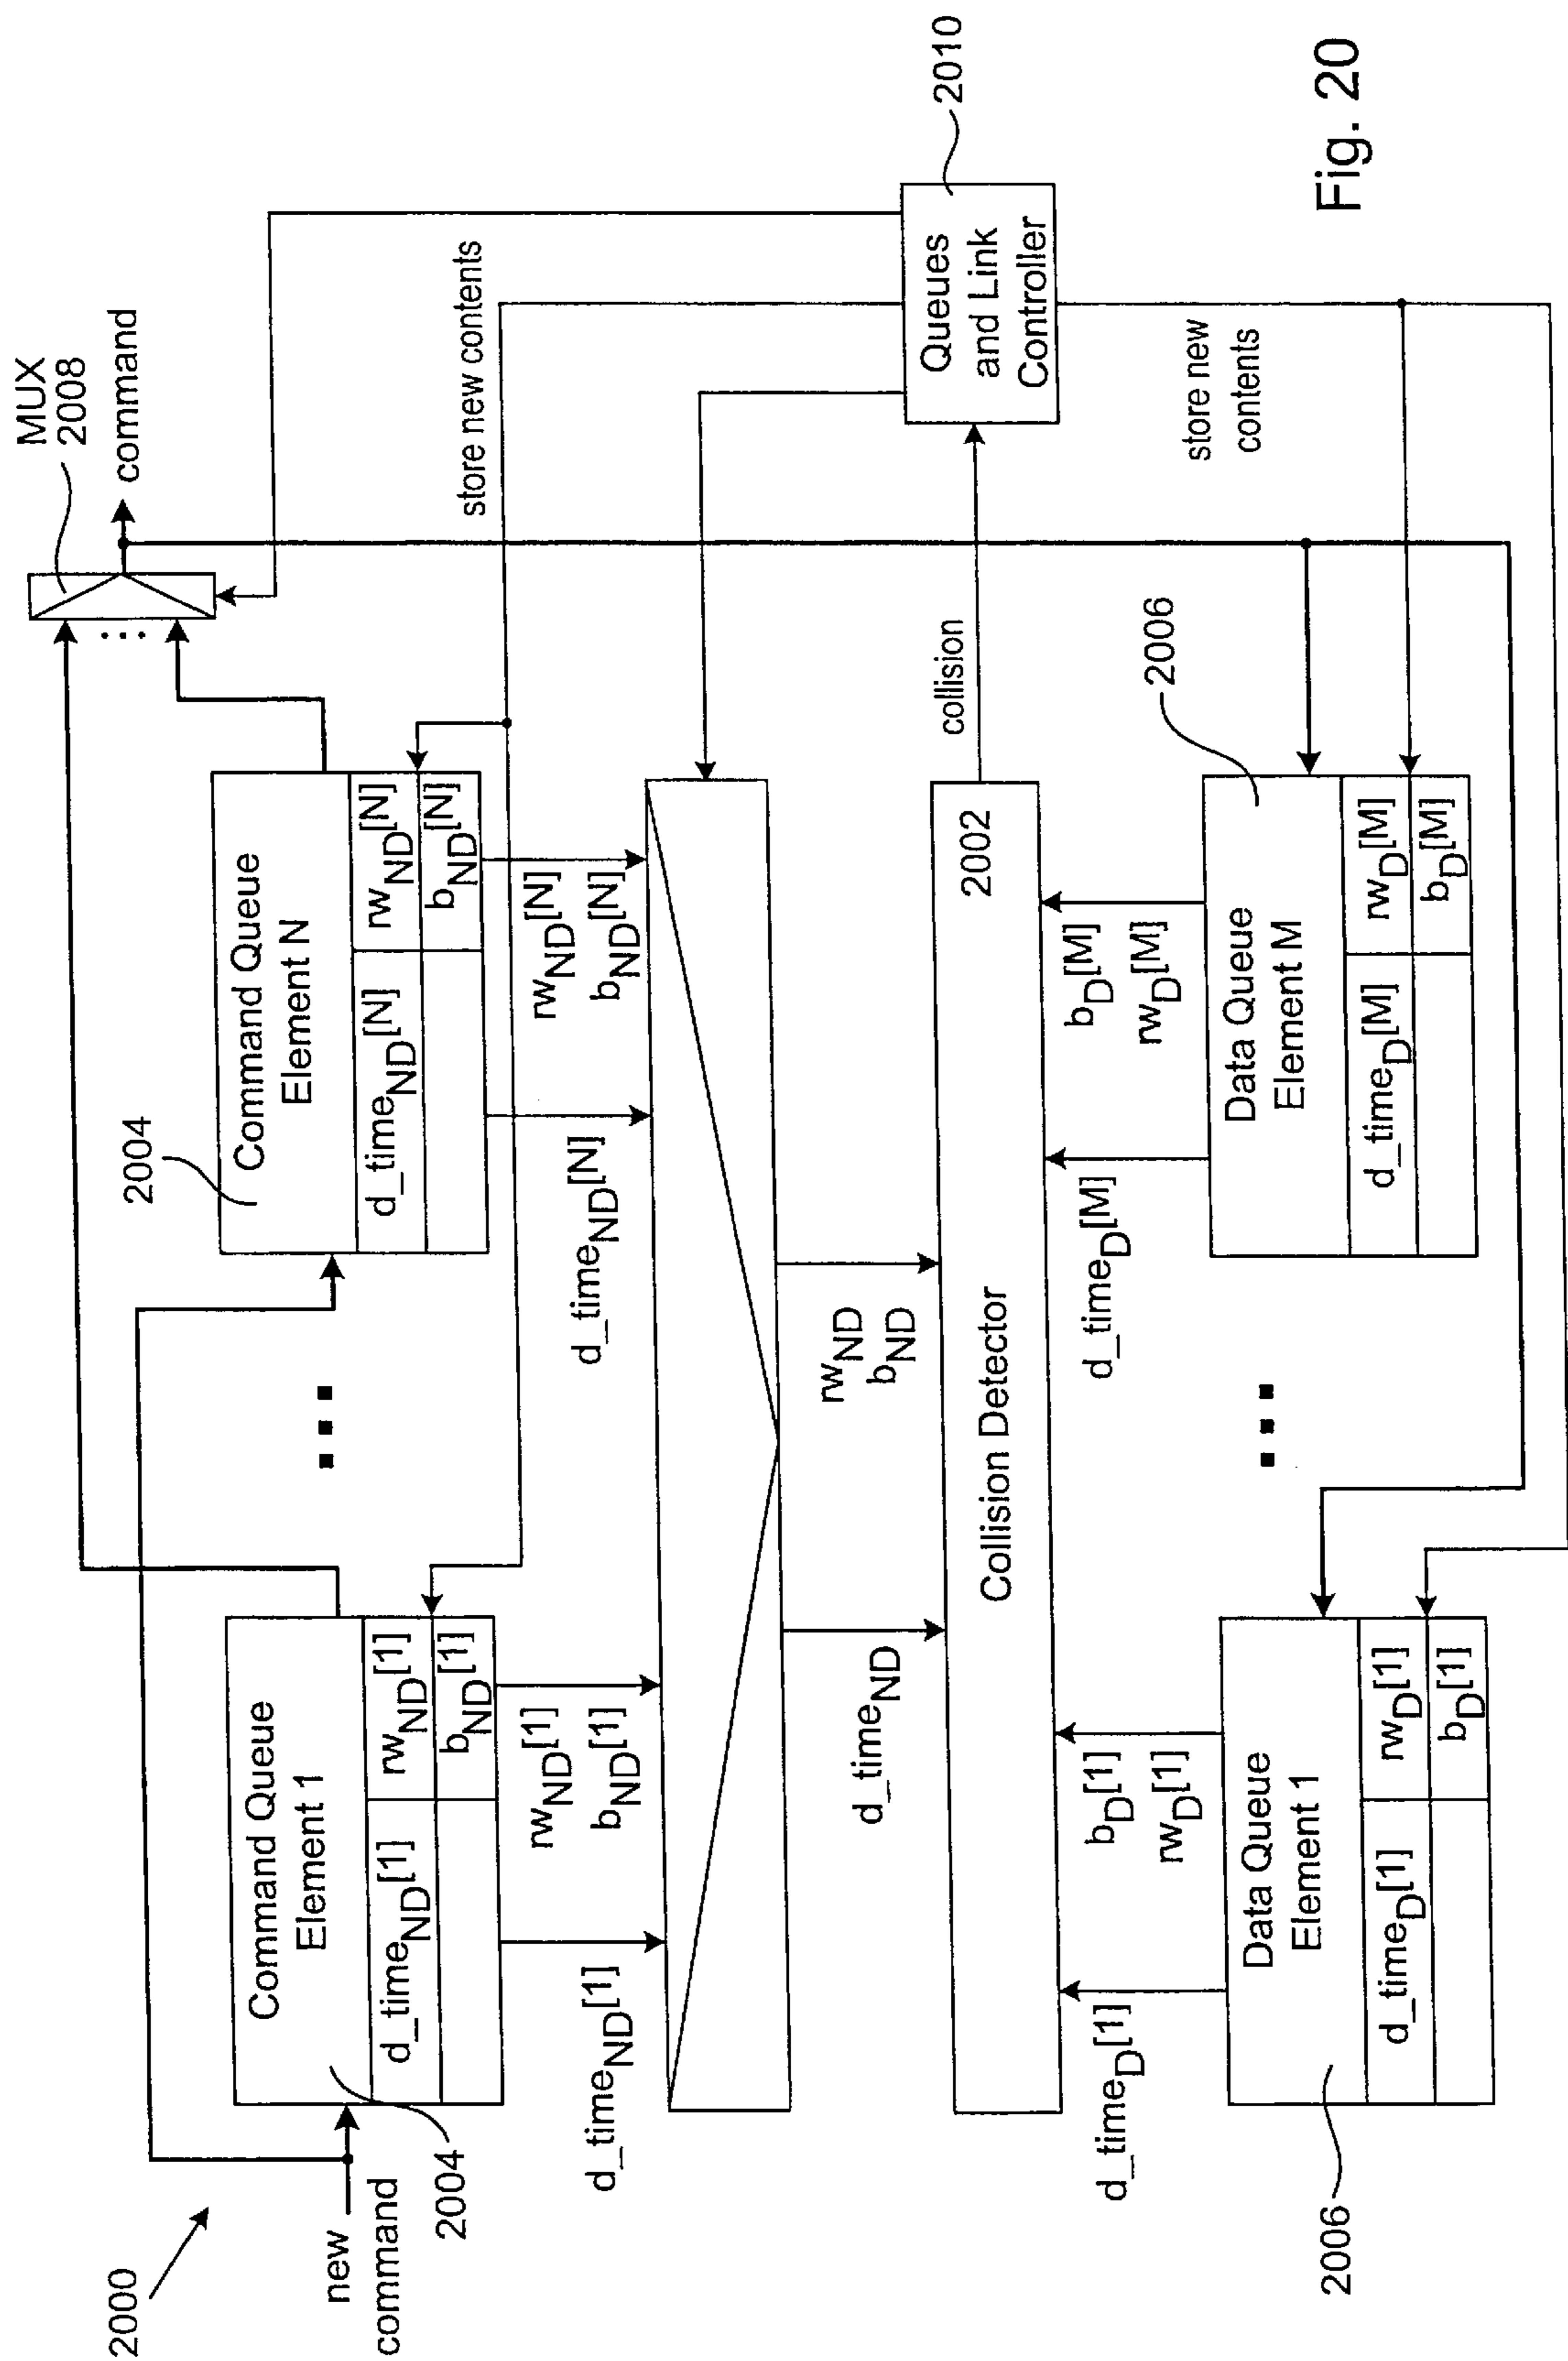 2000
new
command
2004
Command Queue
Element 1
d_timeND[1]
rwND[1]
bND[1]
2004
Command Queue
Element N
d_timeND[N]
rwND[N]
bND[N]
MUX
2008
command
store new contents
d_timeND[1]
rwND[1]
bND[1]
d_timeND[N]
rwND[N]
bND[N]
d_timeND
rwND
bND
Collision Detector
2002
collision
Queues
and Link
Controller
2010
d_timeD[1]
bD[1]
rwD[1]
d_timeD[M]
bD[M]
rwD[M]
store new
contents
2006
Data Queue
Element 1
d_timeD[1]
rwD[1]
bD[1]
2006
Data Queue
Element M
d_timeD[M]
rwD[M]
bD[M]
Fig. 20